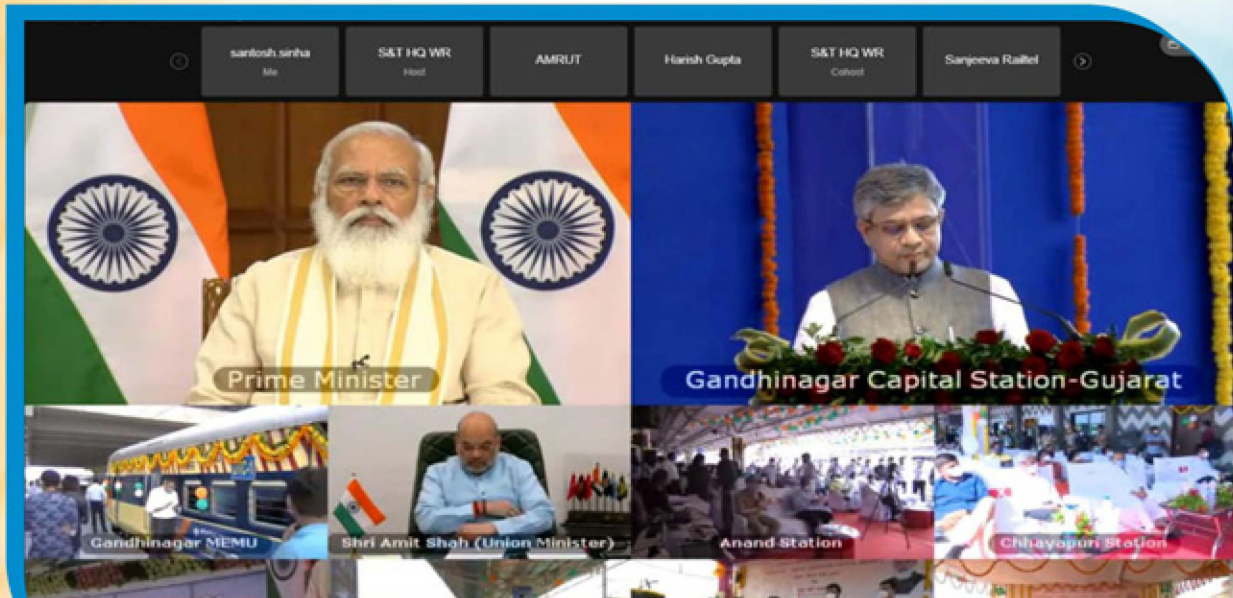 santosh.sinha
Me
S&T HQ WR
Host
AMRUT
Harish Gupta
S&T HQ WR
Cohost
Sanjeeva Railtel
Prime Minister
Gandhinagar Capital Station-Gujarat
Gandhinagar MEMU
Shri Amit Shah (Union Minister)
Anand Station
Chhayapuri Station